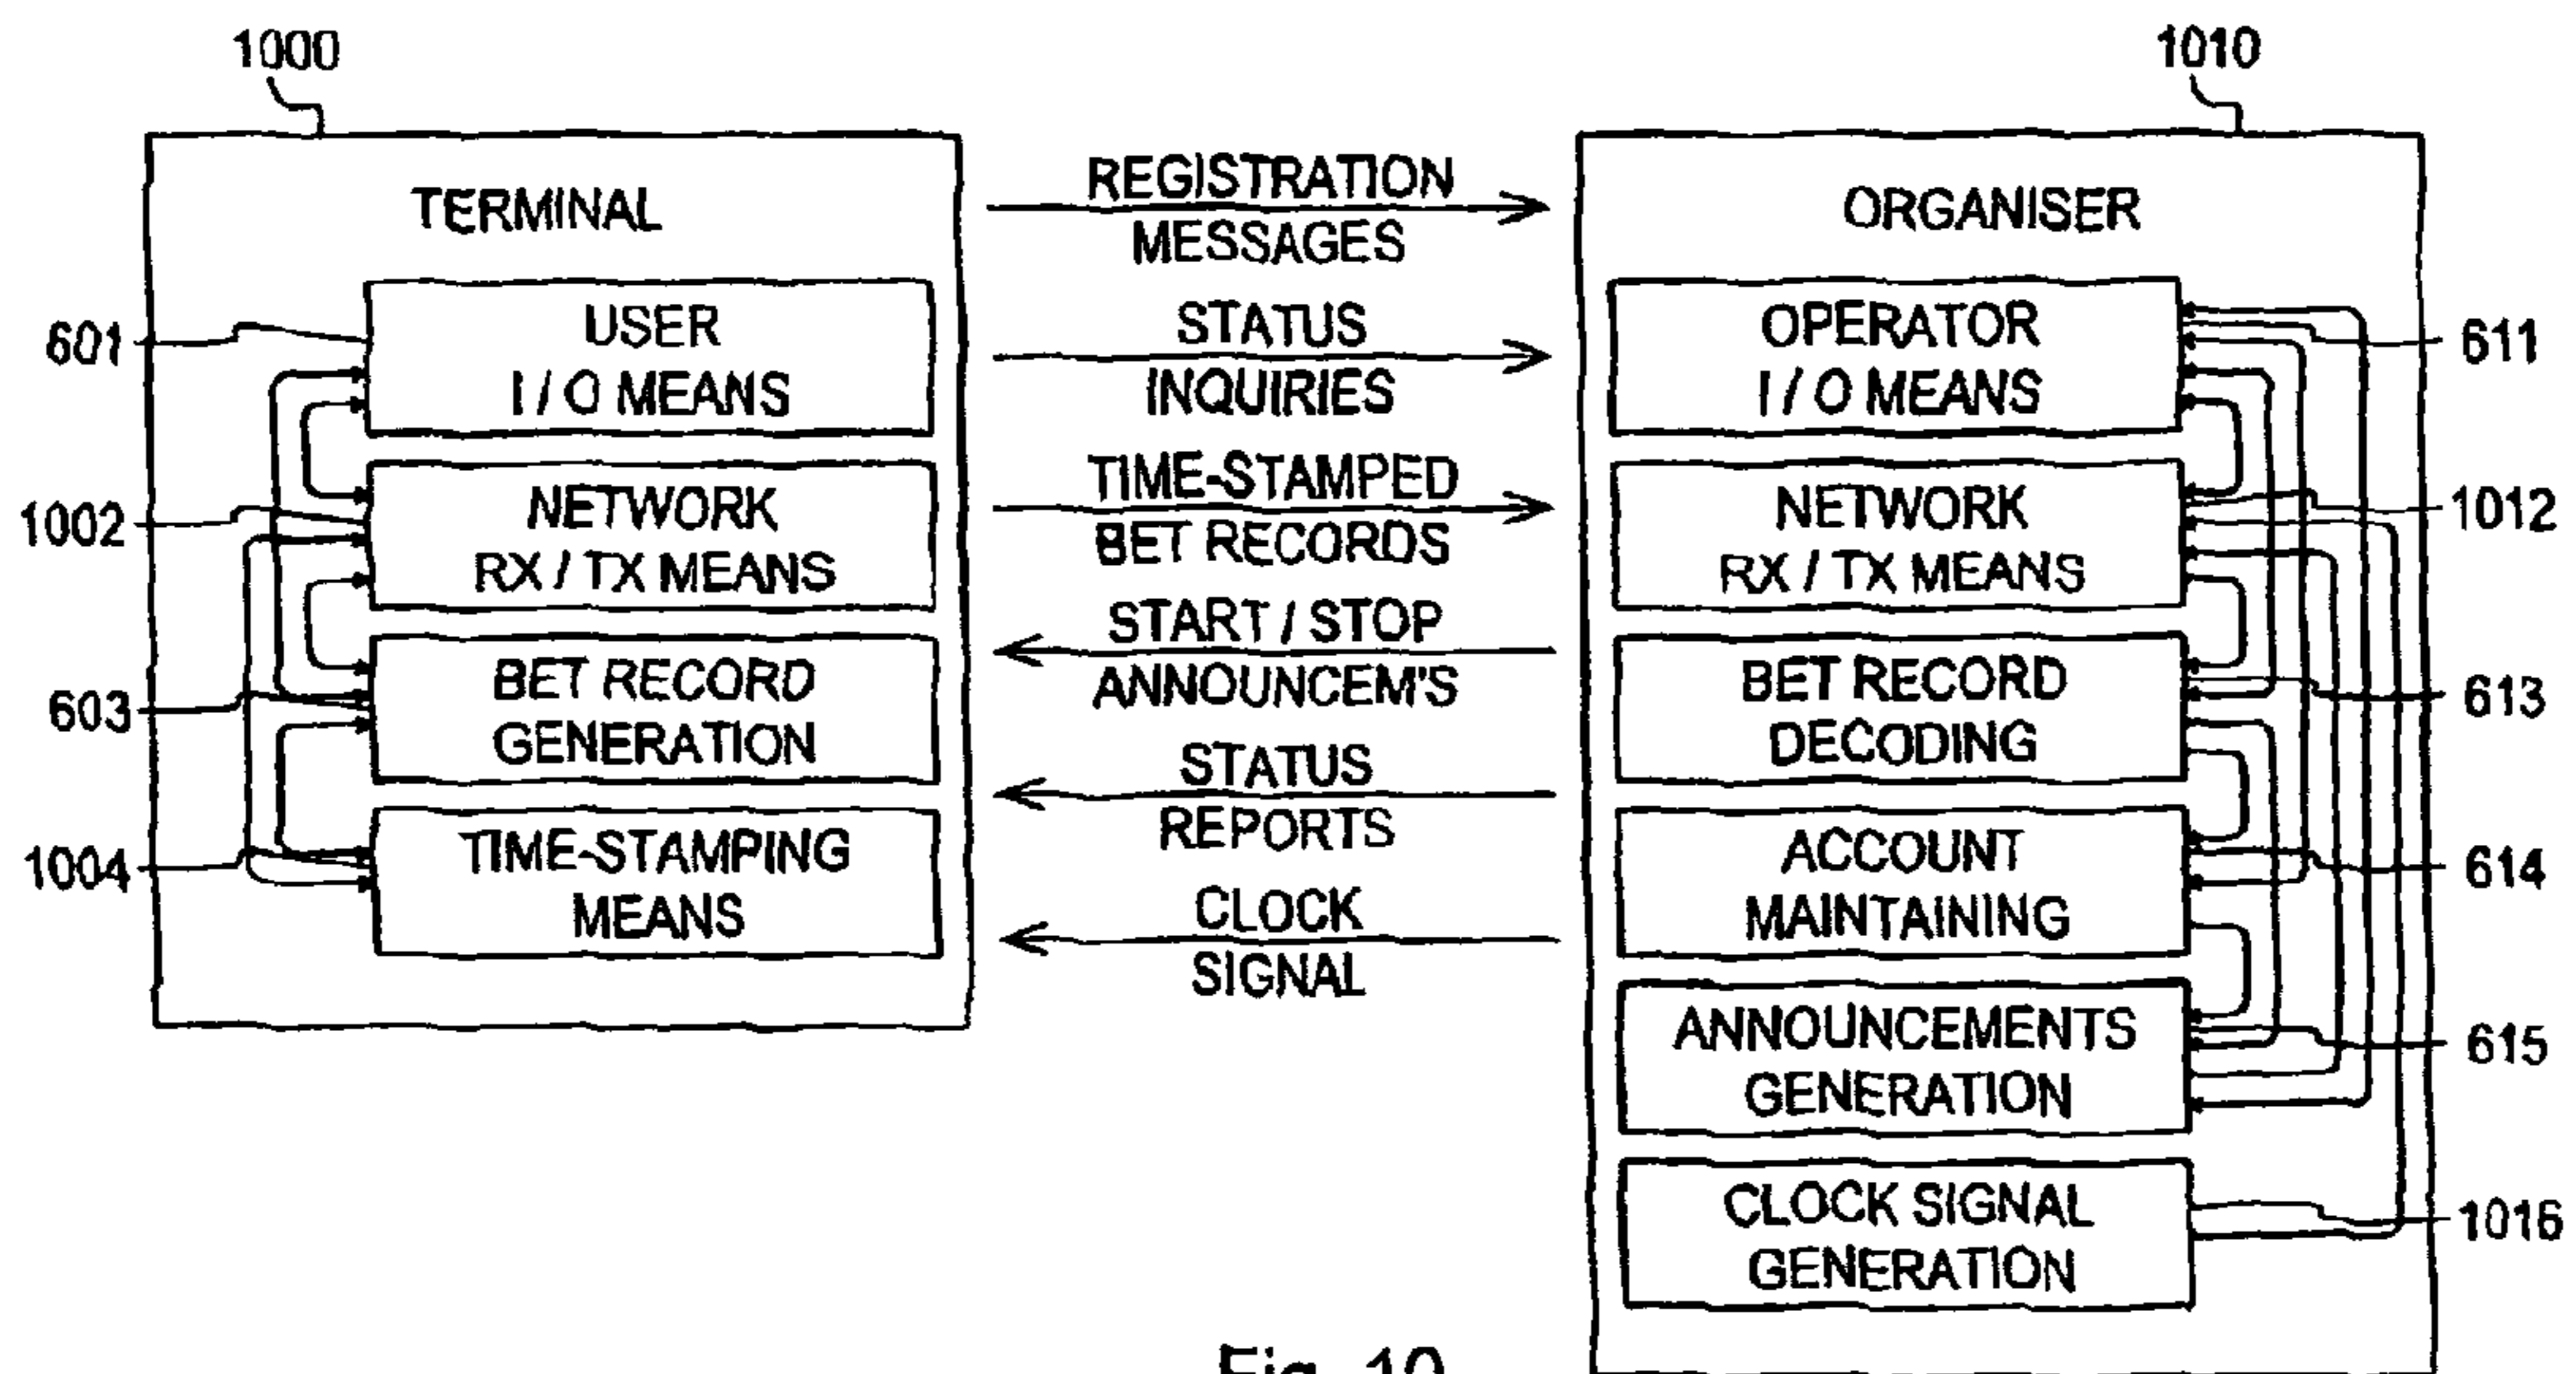 1000
1010
TERMINAL
601
USER
I / O MEANS
1002
NETWORK
RX / TX MEANS
603
BET RECORD
GENERATION
1004
TIME-STAMPING
MEANS
REGISTRATION
MESSAGES
STATUS
INQUIRIES
TIME-STAMPED
BET RECORDS
START / STOP
ANNOUNCEM'S
STATUS
REPORTS
CLOCK
SIGNAL
ORGANISER
OPERATOR
I / O MEANS
611
NETWORK
RX / TX MEANS
1012
BET RECORD
DECODING
613
ACCOUNT
MAINTAINING
614
ANNOUNCEMENTS
GENERATION
615
CLOCK SIGNAL
GENERATION
1016
Fig. 10